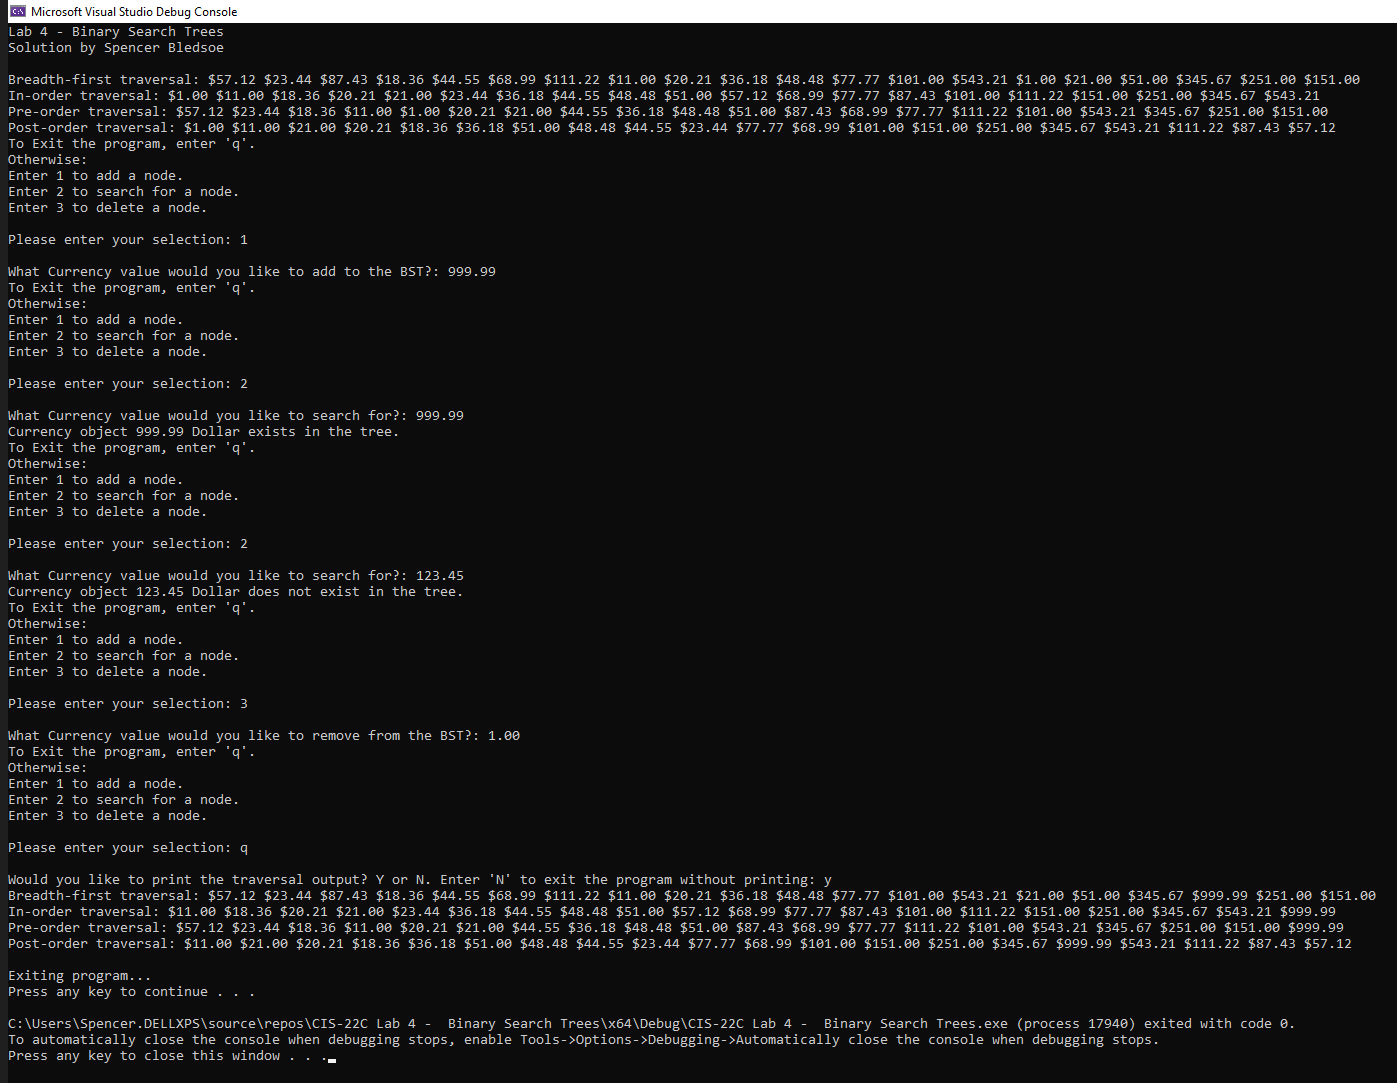 Microsoft Visual Studio Debug Console
Lab 4 - Binary Search Trees
Solution by Spencer Bledsoe
Breadth-first traversal: $57.12 $23.44 $87.43 $18.36 $44.55 $68.99 $111.22 $11.00 $20.21 $36.18 $48.48 $77.77 $101.00 $543.21 $1.00 $21.00 $51.00 $345.67 $251.00 $151.00
In-order traversal: $1.00 $11.00 $18.36 $20.21 $21.00 $23.44 $36.18 $44.55 $48.48 $51.00 $57.12 $68.99 $77.77 $87.43 $101.00 $111.22 $151.00 $251.00 $345.67 $543.21
Pre-order traversal: $57.12 $23.44 $18.36 $11.00 $1.00 $20.21 $21.00 $44.55 $36.18 $48.48 $51.00 $87.43 $68.99 $77.77 $111.22 $101.00 $543.21 $345.67 $251.00 $151.00
Post-order traversal: $1.00 $11.00 $21.00 $20.21 $18.36 $36.18 $51.00 $48.48 $44.55 $23.44 $77.77 $68.99 $101.00 $151.00 $251.00 $345.67 $543.21 $111.22 $87.43 $57.12
To Exit the program, enter 'q'.
Otherwise:
Enter 1 to add a node.
Enter 2 to search for a node.
Enter 3 to delete a node.
Please enter your selection: 1
What Currency value would you like to add to the BST?: 999.99
To Exit the program, enter 'q'.
Otherwise:
Enter 1 to add a node.
Enter 2 to search for a node.
Enter 3 to delete a node.
Please enter your selection: 2
What Currency value would you like to search for?: 999.99
Currency object 999.99 Dollar exists in the tree.
To Exit the program, enter 'q'.
Otherwise:
Enter 1 to add a node.
Enter 2 to search for a node.
Enter 3 to delete a node.
Please enter your selection: 2
What Currency value would you like to search for?: 123.45
Currency object 123.45 Dollar does not exist in the tree.
To Exit the program, enter 'q'.
Otherwise:
Enter 1 to add a node.
Enter 2 to search for a node.
Enter 3 to delete a node.
Please enter your selection: 3
What Currency value would you like to remove from the BST?: 1.00
To Exit the program, enter 'q'.
Otherwise:
Enter 1 to add a node.
Enter 2 to search for a node.
Enter 3 to delete a node.
Please enter your selection: q
Would you like to print the traversal output? Y or N. Enter 'N' to exit the program without printing: y
Breadth-first traversal: $57.12 $23.44 $87.43 $18.36 $44.55 $68.99 $111.22 $11.00 $20.21 $36.18 $48.48 $77.77 $101.00 $543.21 $21.00 $51.00 $345.67 $999.99 $251.00 $151.00
In-order traversal: $11.00 $18.36 $20.21 $21.00 $23.44 $36.18 $44.55 $48.48 $51.00 $57.12 $68.99 $77.77 $87.43 $101.00 $111.22 $151.00 $251.00 $345.67 $543.21 $999.99
Pre-order traversal: $57.12 $23.44 $18.36 $11.00 $20.21 $21.00 $44.55 $36.18 $48.48 $51.00 $87.43 $68.99 $77.77 $111.22 $101.00 $543.21 $345.67 $251.00 $151.00 $999.99
Post-order traversal: $11.00 $21.00 $20.21 $18.36 $36.18 $51.00 $48.48 $44.55 $23.44 $77.77 $68.99 $101.00 $151.00 $251.00 $345.67 $999.99 $543.21 $111.22 $87.43 $57.12
Exiting program...
Press any key to continue . . .
C:\Users\Spencer.DELLXPS\source\repos\CIS-22C Lab 4 -  Binary Search Trees\x64\Debug\CIS-22C Lab 4 -  Binary Search Trees.exe (process 17940) exited with code 0.
To automatically close the console when debugging stops, enable Tools->Options->Debugging->Automatically close the console when debugging stops.
Press any key to close this window . . .